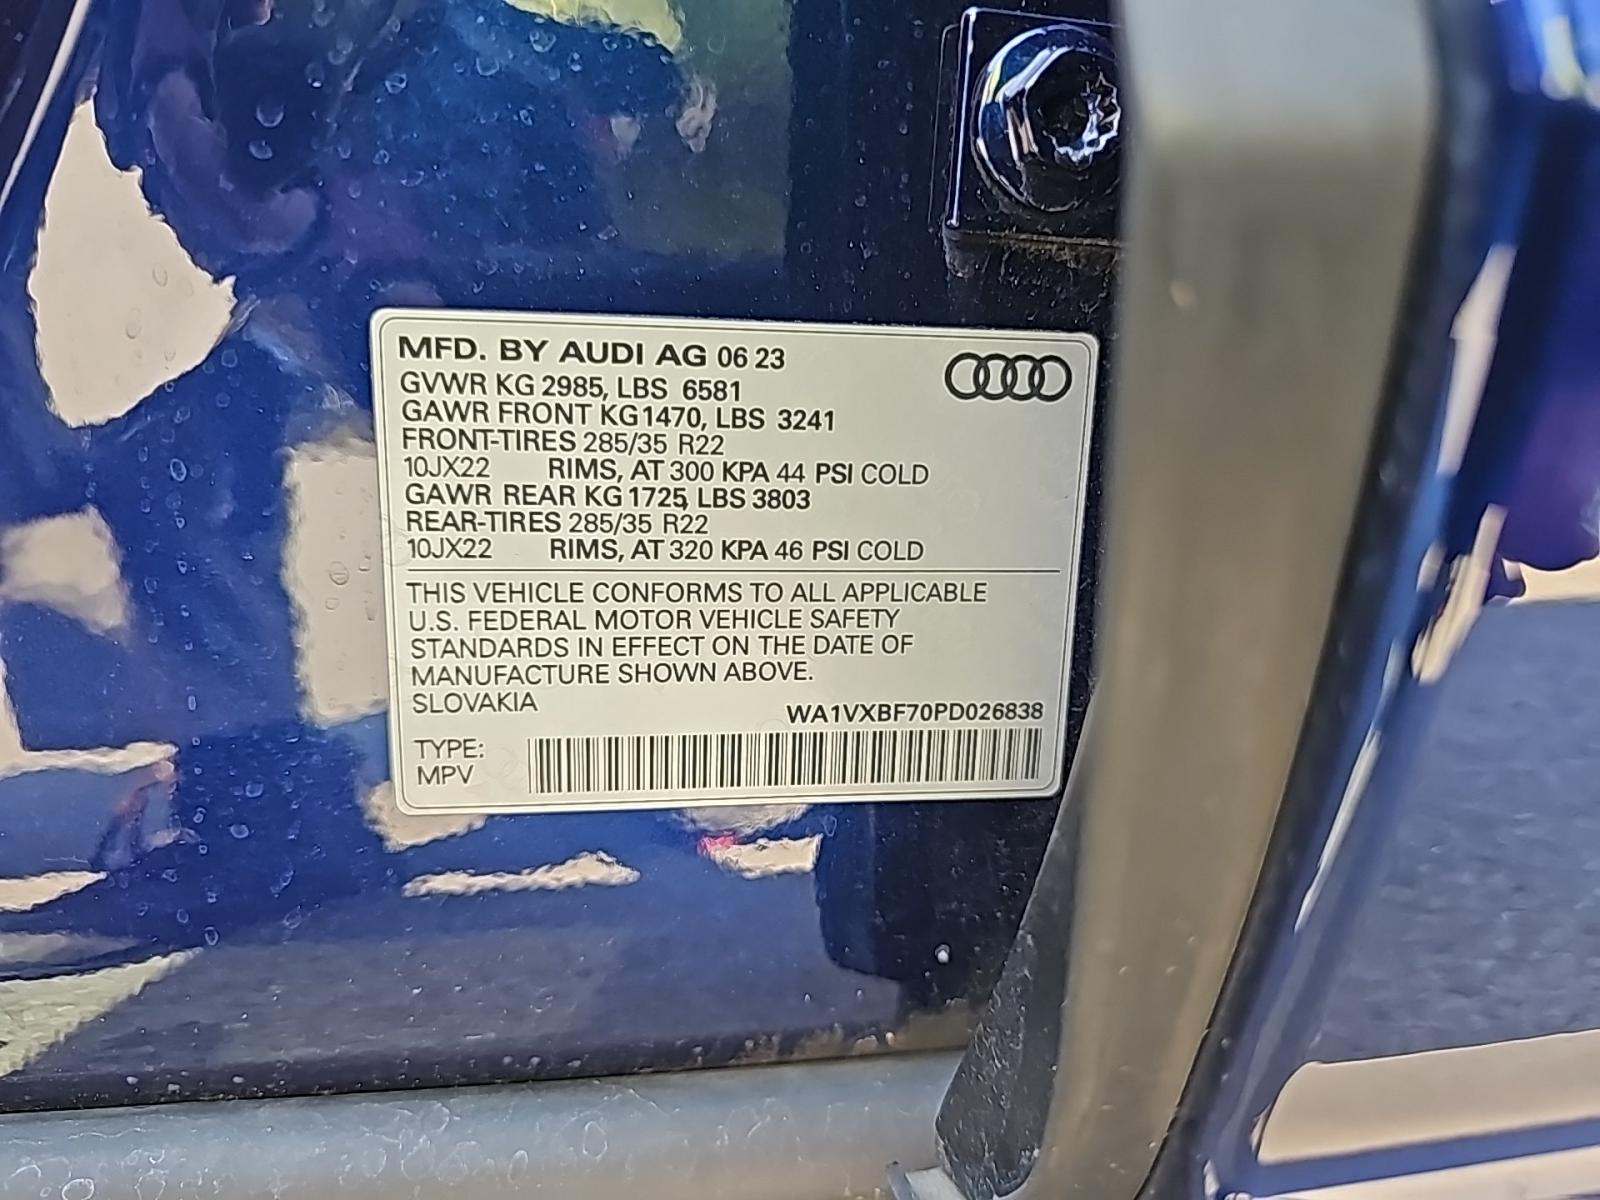 MFD. BY AUDI AG 06 23
GVWR KG 2985, LBS 6581
GAWR FRONT KG 1470, LBS 3241
FRONT-TIRES 285/35 R22
10JX22 RIMS, AT 300 KPA 44 PSI COLD
GAWR REAR KG 1725, LBS 3803
REAR-TIRES 285/35 R22
10JX22 RIMS, AT 320 KPA 46 PSI COLD
THIS VEHICLE CONFORMS TO ALL APPLICABLE
U.S. FEDERAL MOTOR VEHICLE SAFETY
STANDARDS IN EFFECT ON THE DATE OF
MANUFACTURE SHOWN ABOVE.
SLOVAKIA
WA1VXBF70PD026838
TYPE:
MPV